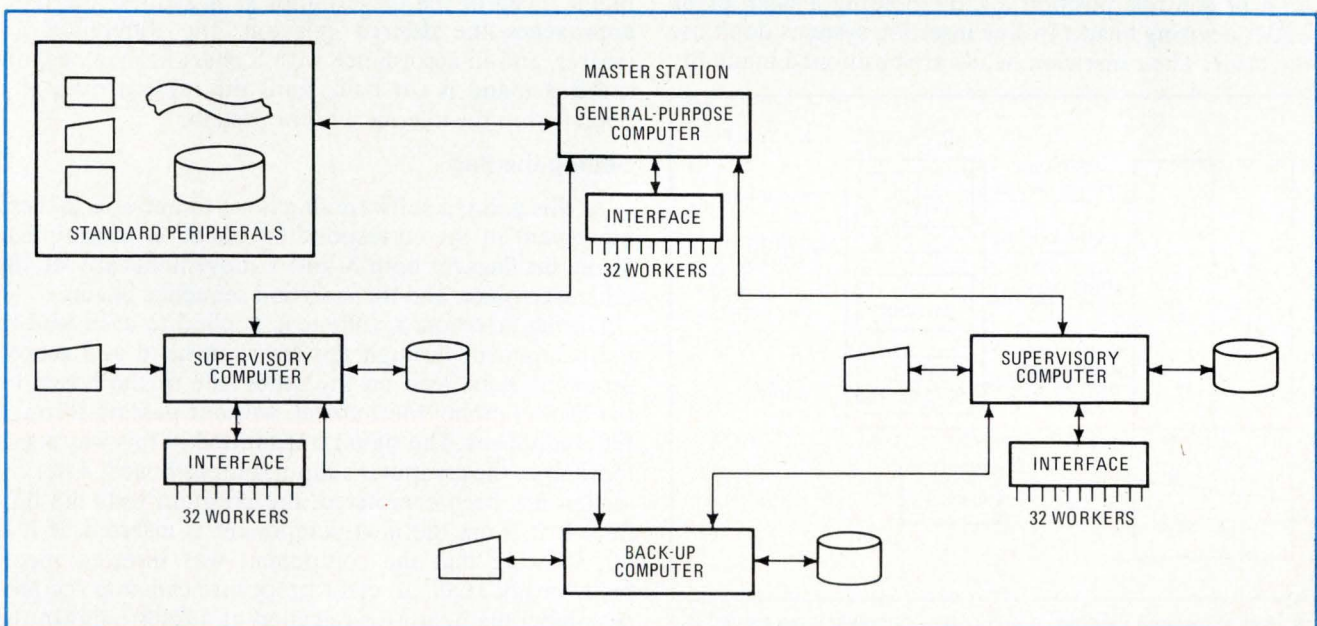 MASTER STATION
GENERAL-PURPOSE
COMPUTER
STANDARD PERIPHERALS
INTERFACE
32 WORKERS
SUPERVISORY
COMPUTER
INTERFACE
32 WORKERS
SUPERVISORY
COMPUTER
INTERFACE
32 WORKERS
BACK-UP
COMPUTER